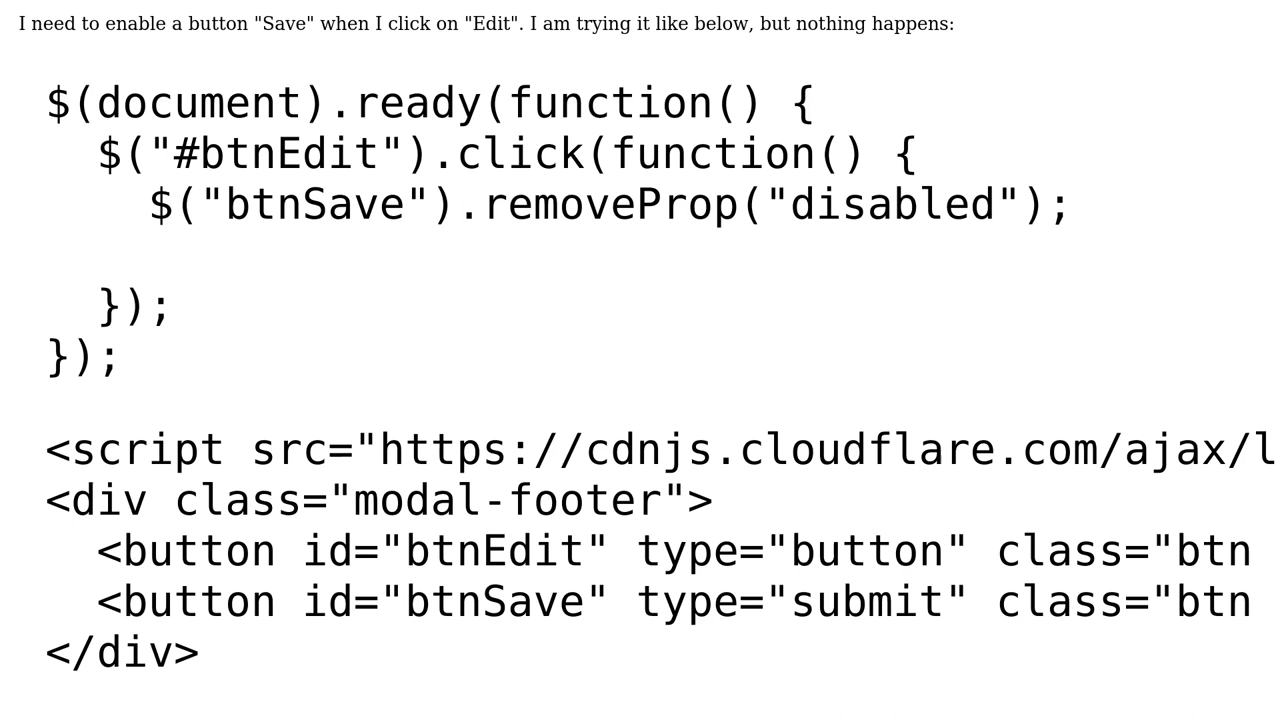 I need to enable a button "Save" when I click on "Edit". I am trying it like below, but nothing happens:
$(document).ready(function() {
  $("#btnEdit").click(function() {
    $("btnSave").removeProp("disabled");

  });
});

<script src="https://cdnjs.cloudflare.com/ajax/l
<div class="modal-footer">
  <button id="btnEdit" type="button" class="btn
  <button id="btnSave" type="submit" class="btn
</div>